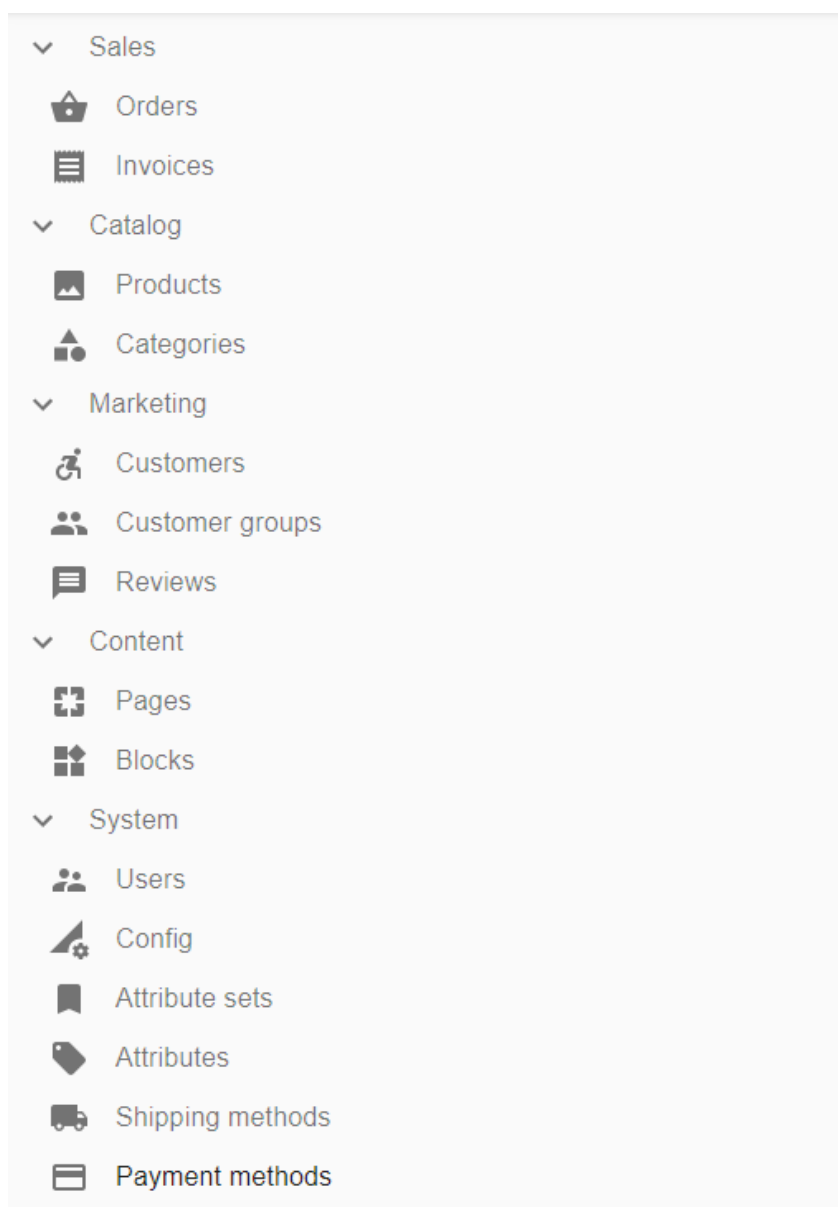 Sales
Orders
Invoices
Catalog
Products
Categories
Marketing
Customers
Customer groups
Reviews
Content
Pages
Blocks
System
Users
Config
Attribute sets
Attributes
Shipping methods
Payment methods